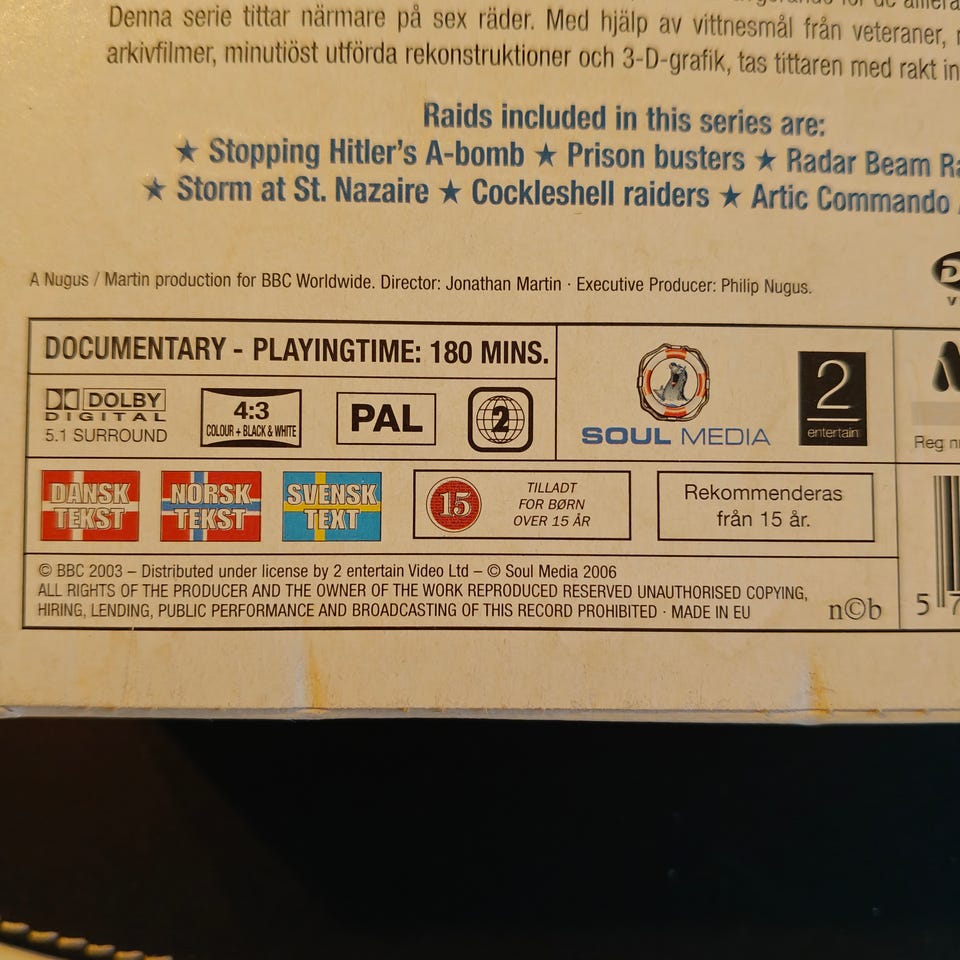 Denna serie tittar närmare på sex räder. Med hjälp av vittnesmål från veteraner,
arkivfilmer, minutiöst utförda rekonstruktioner och 3-D-grafik, tas tittaren med rakt in
Raids included in this series are:
★ Stopping Hitler's A-bomb ★ Prison busters ★ Radar Beam
★ Storm at St. Nazaire ★ Cockleshell raiders ★ Artic Commando
A Nugus / Martin production for BBC Worldwide. Director: Jonathan Martin · Executive Producer: Philip Nugus.
DOCUMENTARY - PLAYINGTIME: 180 MINS.
DOLBY
DIGITAL
5.1 SURROUND
4:3
COLOUR + BLACK & WHITE
PAL
2
SOUL MEDIA
2
entertain
Reg
DANSK
TEKST
NORSK
TEKST
SVENSK
TEXT
15
TILLADT
FOR BØRN
OVER 15 ÅR
Rekommenderas
från 15 år.
© BBC 2003 – Distributed under license by 2 entertain Video Ltd – © Soul Media 2006
ALL RIGHTS OF THE PRODUCER AND THE OWNER OF THE WORK REPRODUCED RESERVED UNAUTHORISED COPYING,
HIRING, LENDING, PUBLIC PERFORMANCE AND BROADCASTING OF THIS RECORD PROHIBITED · MADE IN EU
n©b
5